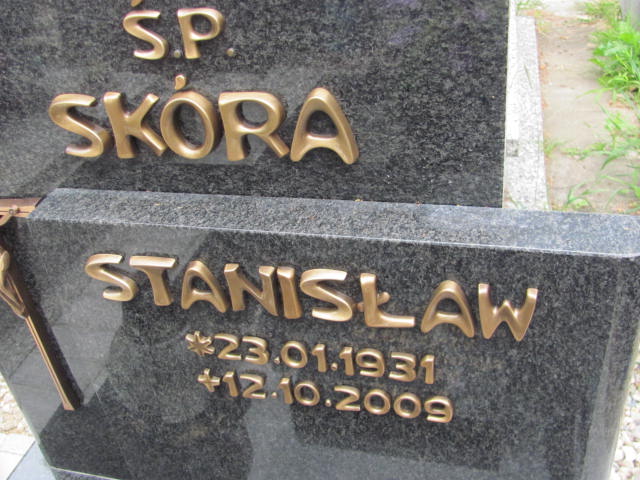 Ś.P.
SKÓRA
STANISŁAW
*23.01.1931
+12.10.2009